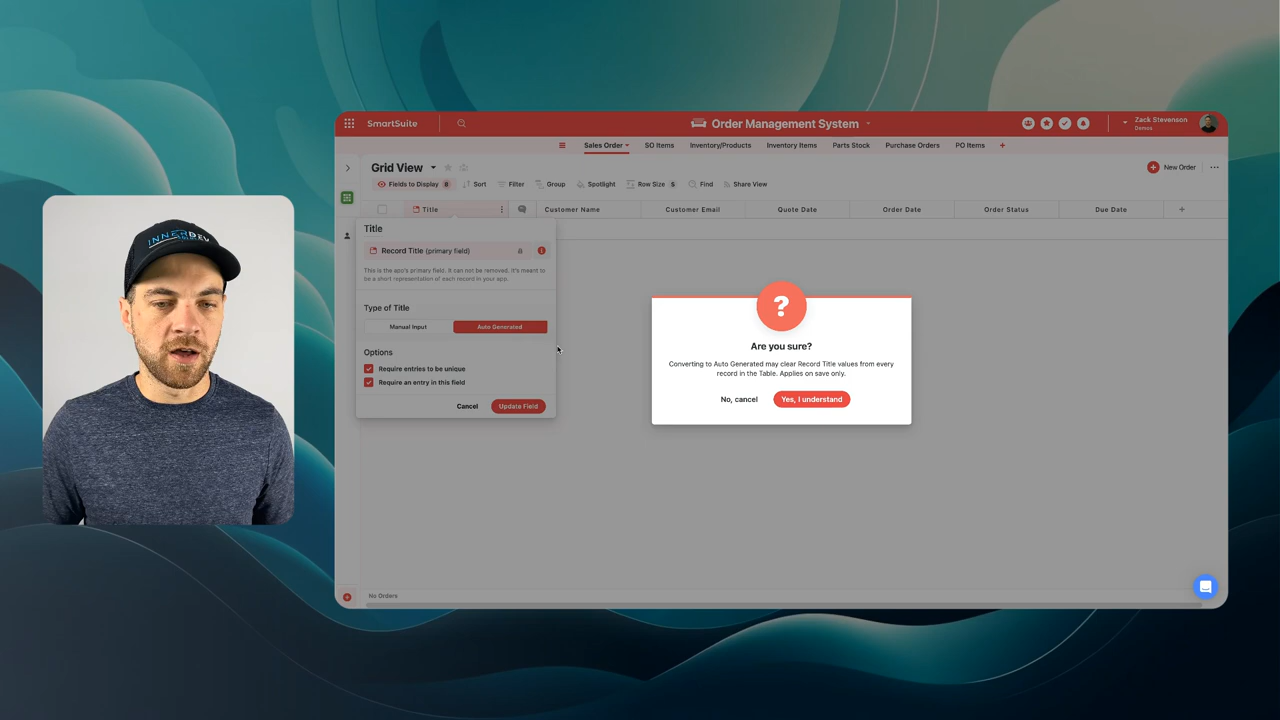 INNERDEV
SmartSuite
Order Management System
Zack Stevenson
Demos
Sales Order
SO Items
Inventory/Products
Inventory Items
Parts Stock
Purchase Orders
PO Items
+
Grid View
New Order
Fields to Display 8
Sort
Filter
Group
Spotlight
Row Size S
Find
Share View
Title
Customer Name
Customer Email
Quote Date
Order Date
Order Status
Due Date
+
Title
Record Title (primary field)
This is the app's primary field. It can not be removed. It's meant to
be a short representation of each record in your app.
Type of Title
Manual Input
Auto Generated
Options
Require entries to be unique
Require an entry in this field
Cancel
Update Field
?
Are you sure?
Converting to Auto Generated may clear Record Title values from every
record in the Table. Applies on save only.
No, cancel
Yes, I understand
No Orders